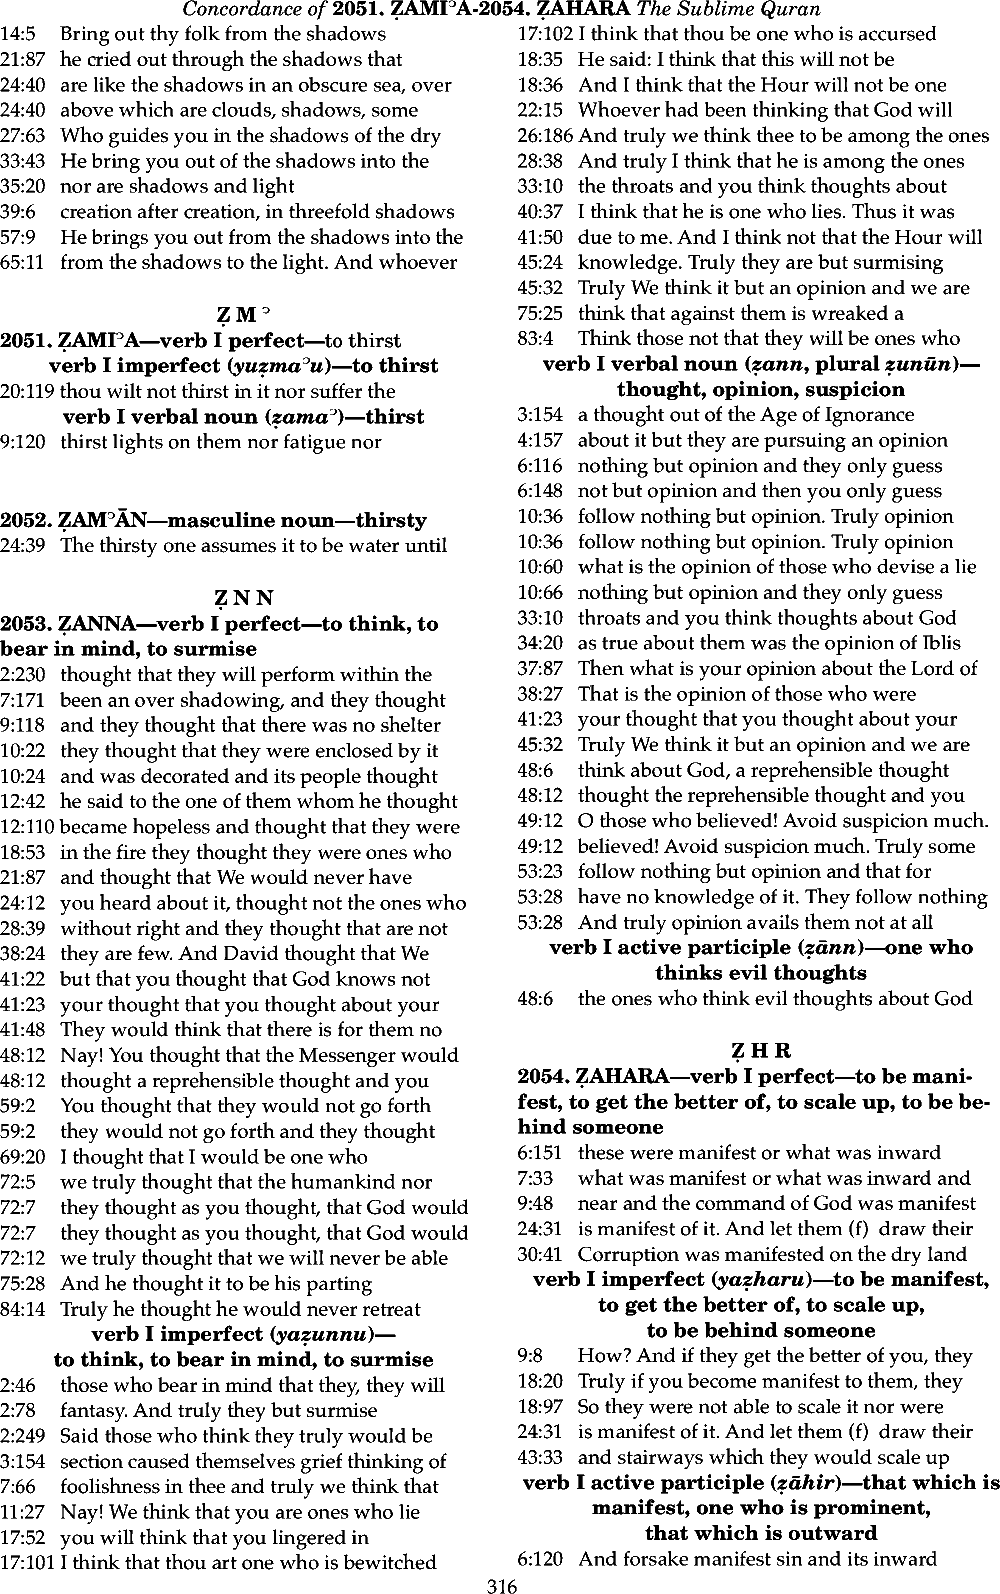 Concordance of 2051. ẒAMIᵓA-2054. ẒAHARA The Sublime Quran
14:5 Bring out thy folk from the shadows
21:87 he cried out through the shadows that
24:40 are like the shadows in an obscure sea, over
24:40 above which are clouds, shadows, some
27:63 Who guides you in the shadows of the dry
33:43 He bring you out of the shadows into the
35:20 nor are shadows and light
39:6 creation after creation, in threefold shadows
57:9 He brings you out from the shadows into the
65:11 from the shadows to the light. And whoever
Ẓ M ᵓ
2051. ẒAMIᵓA—verb I perfect—to thirst
verb I imperfect (yuẓmaᵓu)—to thirst
20:119 thou wilt not thirst in it nor suffer the
verb I verbal noun (ẓamaᵓ)—thirst
9:120 thirst lights on them nor fatigue nor
2052. ẒAMᵓĀN—masculine noun—thirsty
24:39 The thirsty one assumes it to be water until
Ẓ N N
2053. ẒANNA—verb I perfect—to think, to
bear in mind, to surmise
2:230 thought that they will perform within the
7:171 been an over shadowing, and they thought
9:118 and they thought that there was no shelter
10:22 they thought that they were enclosed by it
10:24 and was decorated and its people thought
12:42 he said to the one of them whom he thought
12:110 became hopeless and thought that they were
18:53 in the fire they thought they were ones who
21:87 and thought that We would never have
24:12 you heard about it, thought not the ones who
28:39 without right and they thought that are not
38:24 they are few. And David thought that We
41:22 but that you thought that God knows not
41:23 your thought that you thought about your
41:48 They would think that there is for them no
48:12 Nay! You thought that the Messenger would
48:12 thought a reprehensible thought and you
59:2 You thought that they would not go forth
59:2 they would not go forth and they thought
69:20 I thought that I would be one who
72:5 we truly thought that the humankind nor
72:7 they thought as you thought, that God would
72:7 they thought as you thought, that God would
72:12 we truly thought that we will never be able
75:28 And he thought it to be his parting
84:14 Truly he thought he would never retreat
verb I imperfect (yaẓunnu)—
to think, to bear in mind, to surmise
2:46 those who bear in mind that they, they will
2:78 fantasy. And truly they but surmise
2:249 Said those who think they truly would be
3:154 section caused themselves grief thinking of
7:66 foolishness in thee and truly we think that
11:27 Nay! We think that you are ones who lie
17:52 you will think that you lingered in
17:101 I think that thou art one who is bewitched
17:102 I think that thou be one who is accursed
18:35 He said: I think that this will not be
18:36 And I think that the Hour will not be one
22:15 Whoever had been thinking that God will
26:186 And truly we think thee to be among the ones
28:38 And truly I think that he is among the ones
33:10 the throats and you think thoughts about
40:37 I think that he is one who lies. Thus it was
41:50 due to me. And I think not that the Hour will
45:24 knowledge. Truly they are but surmising
45:32 Truly We think it but an opinion and we are
75:25 think that against them is wreaked a
83:4 Think those not that they will be ones who
verb I verbal noun (ẓann, plural ẓunūn)—
thought, opinion, suspicion
3:154 a thought out of the Age of Ignorance
4:157 about it but they are pursuing an opinion
6:116 nothing but opinion and they only guess
6:148 not but opinion and then you only guess
10:36 follow nothing but opinion. Truly opinion
10:36 follow nothing but opinion. Truly opinion
10:60 what is the opinion of those who devise a lie
10:66 nothing but opinion and they only guess
33:10 throats and you think thoughts about God
34:20 as true about them was the opinion of Iblis
37:87 Then what is your opinion about the Lord of
38:27 That is the opinion of those who were
41:23 your thought that you thought about your
45:32 Truly We think it but an opinion and we are
48:6 think about God, a reprehensible thought
48:12 thought the reprehensible thought and you
49:12 O those who believed! Avoid suspicion much.
49:12 believed! Avoid suspicion much. Truly some
53:23 follow nothing but opinion and that for
53:28 have no knowledge of it. They follow nothing
53:28 And truly opinion avails them not at all
verb I active participle (ẓānn)—one who
thinks evil thoughts
48:6 the ones who think evil thoughts about God
Ẓ H R
2054. ẒAHARA—verb I perfect—to be mani-
fest, to get the better of, to scale up, to be be-
hind someone
6:151 these were manifest or what was inward
7:33 what was manifest or what was inward and
9:48 near and the command of God was manifest
24:31 is manifest of it. And let them (f) draw their
30:41 Corruption was manifested on the dry land
verb I imperfect (yaẓharu)—to be manifest,
to get the better of, to scale up,
to be behind someone
9:8 How? And if they get the better of you, they
18:20 Truly if you become manifest to them, they
18:97 So they were not able to scale it nor were
24:31 is manifest of it. And let them (f) draw their
43:33 and stairways which they would scale up
verb I active participle (ẓāhir)—that which is
manifest, one who is prominent,
that which is outward
6:120 And forsake manifest sin and its inward
316